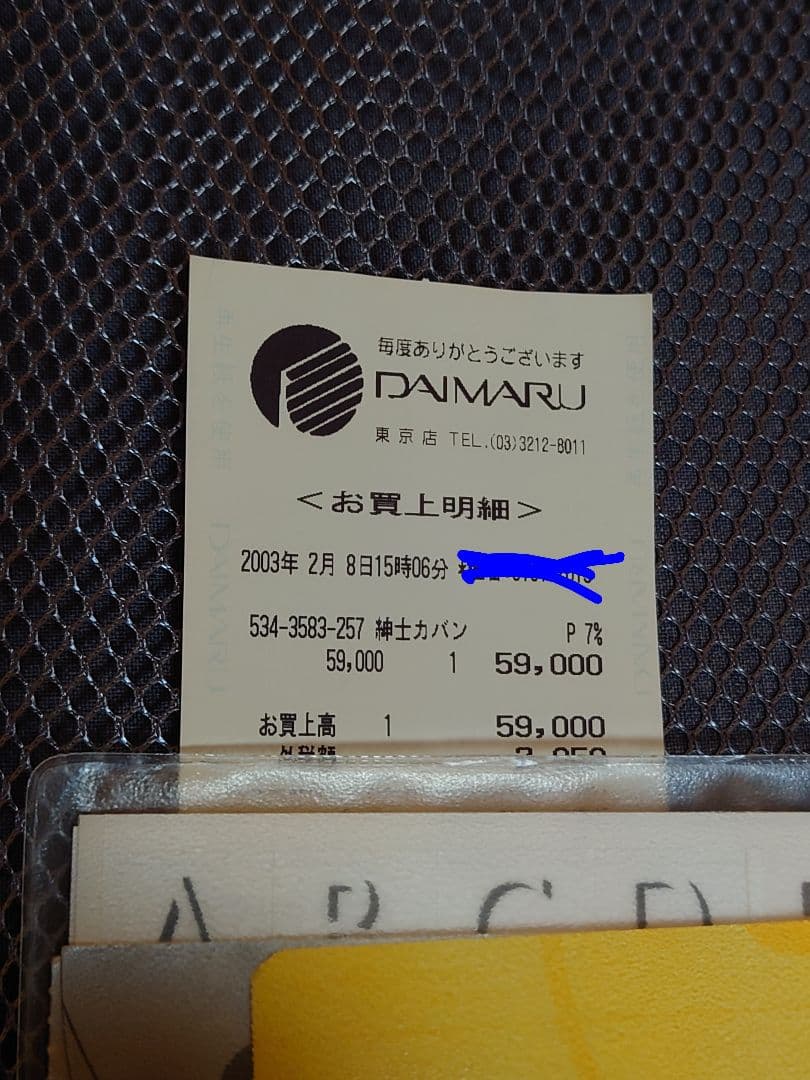 毎度ありがとうございます
DAIMARU
東京店 TEL.(03)3212-8011
<お買上明細>
2003年 2月 8日15時06分
534-3583-257 紳士カバン P 7%
59,000 1 59,000
お買上高 1 59,000
外税額
A B C D